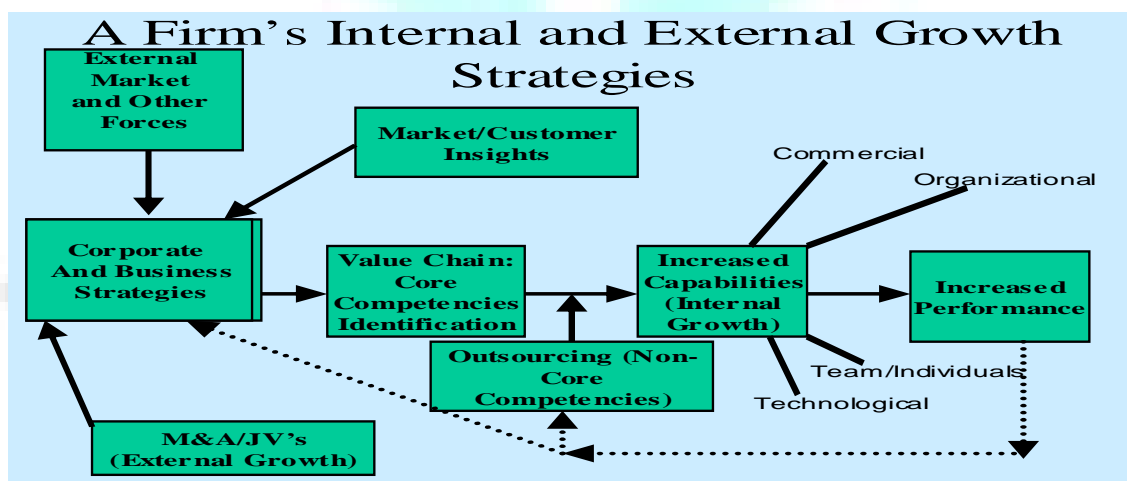 A Firm's Internal and External Growth
Strategies
External
Market
and Other
Forces
Market/Customer
Insights
Commercial
Organizational
Corporate
And Business
Strategies
Value Chain:
Core
Competencies
Identification
Increased
Capabilities
(Internal
Growth)
Increased
Performance
Outsourcing (Non-
Core
Competencies)
Team/Individuals
Technological
M&A/JV's
(External Growth)